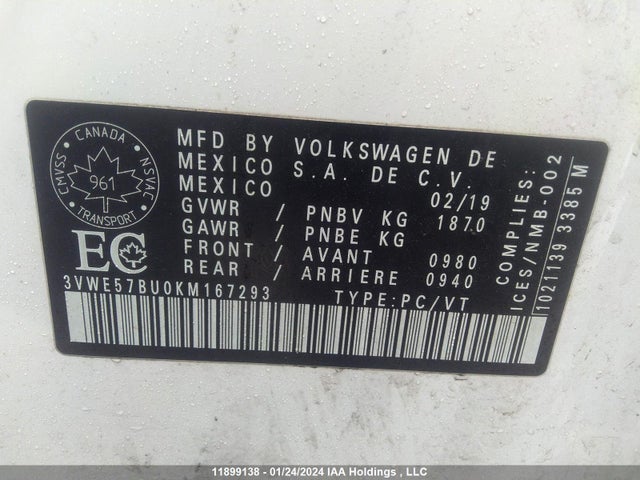 CANADA
CMVSS
NSVAC
961
TRANSPORT
EC
MFD BY VOLKSWAGEN DE
MEXICO S.A. DE C.V.
MEXICO 02/19
GVWR / PNBV KG 1870
GAWR / PNBE KG
FRONT / AVANT 0980
REAR / ARRIERE 0940
3VWE57BU0KM167293 TYPE:PC/VT
COMPLIES:
ICES/NMB-002
1021139 3385 M
11899138 - 01/24/2024 IAA Holdings , LLC